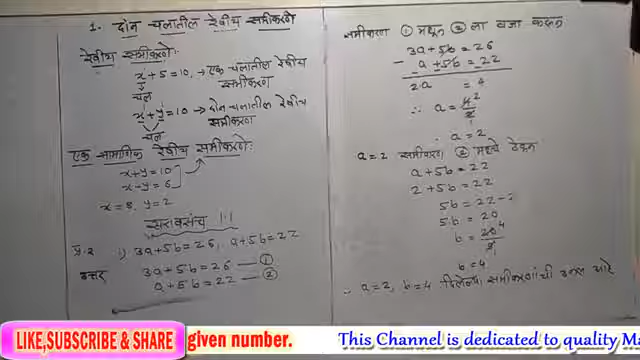 1. दोन चलातील रेषीय समीकरणे
रेषीय समीकरणे:
x + 5 = 10, → एक चलातील रेषीय
समीकरण
चल
x + y = 10 → दोन चलातील रेषीय
समीकरण
चल
एक सामायिक रेषीय समीकरणे:
x + y = 10
x - y = 6
x = 8, y = 2
सरावसंच 1.1
प्र.2 1) 3a + 5b = 26, a + 5b = 22
उत्तर 3a + 5b = 26 — ①
a + 5b = 22 — ②
समीकरण ① मधून ② ला वजा करून
3a + 5b = 26
- a + 5b = 22
2a = 4
∴ a = 4/2 2
∴ a = 2
a = 2 समीकरण ② मध्ये ठेवून
a + 5b = 22
2 + 5b = 22
5b = 22 - 2
5b = 20
b = 20/5 4
b = 4
∴ a = 2, b = 4 दिलेल्या समीकरणांची उकल आहे
LIKE,SUBSCRIBE & SHARE given number. This Channel is dedicated to quality M